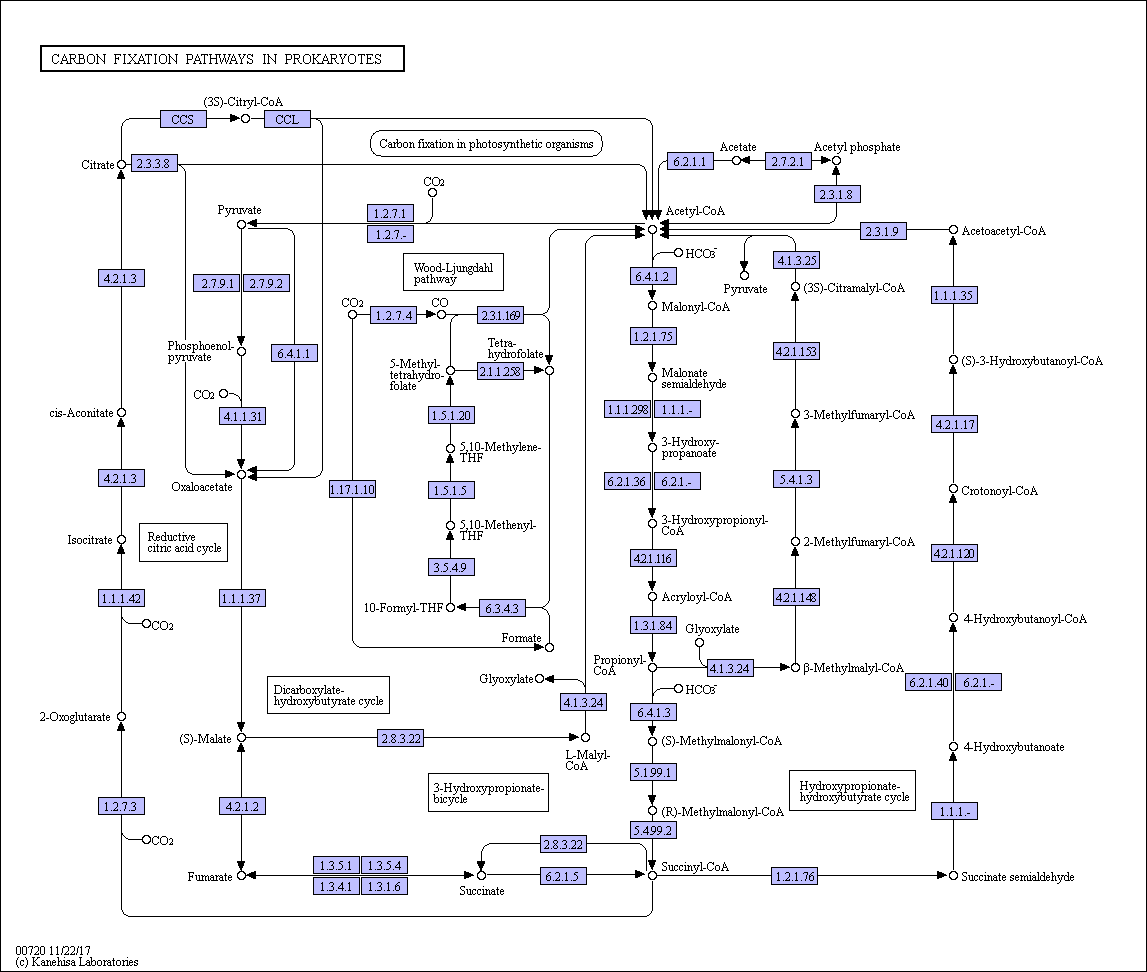 CARBON FIXATION PATHWAYS IN PROKARYOTES
(3S)-Citryl-CoA
CCS
CCL
Carbon fixation in photosynthetic organisms
Acetate
Acetyl phosphate
Citrate
2.3.3.8
6.2.1.1
2.7.2.1
CO2
2.3.1.8
Pyruvate
1.2.7.1
Acetyl-CoA
1.2.7.-
2.3.1.9
Acetoacetyl-CoA
HCO3-
4.1.3.25
Wood-Ljungdahl
pathway
4.2.1.3
2.7.9.1
2.7.9.2
6.4.1.2
Pyruvate
(3S)-Citramalyl-CoA
1.1.1.35
CO2
CO
Malonyl-CoA
1.2.7.4
2.3.1.169
1.2.1.75
Phosphoenol-
pyruvate
6.4.1.1
Tetra-
hydrofolate
4.2.1.153
5-Methyl-
tetrahydro-
folate
2.1.1.258
(S)-3-Hydroxybutanoyl-CoA
Malonate
semialdehyde
CO2
cis-Aconitate
4.1.1.31
1.5.1.20
1.1.1.298
1.1.1.-
3-Methylfumaryl-CoA
4.2.1.17
5,10-Methylene-
THF
3-Hydroxy-
propanoate
4.2.1.3
Oxaloacetate
1.17.1.10
1.5.1.5
6.2.1.36
6.2.1.-
5.4.1.3
Crotonoyl-CoA
5,10-Methenyl-
THF
3-Hydroxypropionyl-
CoA
Isocitrate
Reductive
citric acid cycle
2-Methylfumaryl-CoA
3.5.4.9
4.2.1.116
4.2.1.120
1.1.1.42
1.1.1.37
10-Formyl-THF
6.3.4.3
Acryloyl-CoA
4.2.1.148
CO2
1.3.1.84
Glyoxylate
4-Hydroxybutanoyl-CoA
Formate
Propionyl-
CoA
4.1.3.24
β-Methylmalyl-CoA
Glyoxylate
HCO3-
6.2.1.40
6.2.1.-
Dicarboxylate-
hydroxybutyrate cycle
4.1.3.24
6.4.1.3
2-Oxoglutarate
(S)-Malate
2.8.3.22
(S)-Methylmalonyl-CoA
4-Hydroxybutanoate
L-Malyl-
CoA
5.1.99.1
3-Hydroxypropionate-
bicycle
Hydroxypropionate-
hydroxybutyrate cycle
1.2.7.3
4.2.1.2
(R)-Methylmalonyl-CoA
1.1.1.-
5.4.99.2
CO2
2.8.3.22
1.3.5.1
1.3.5.4
Succinyl-CoA
Fumarate
6.2.1.5
1.2.1.76
Succinate semialdehyde
1.3.4.1
1.3.1.6
Succinate
00720 11/22/17
(c) Kanehisa Laboratories